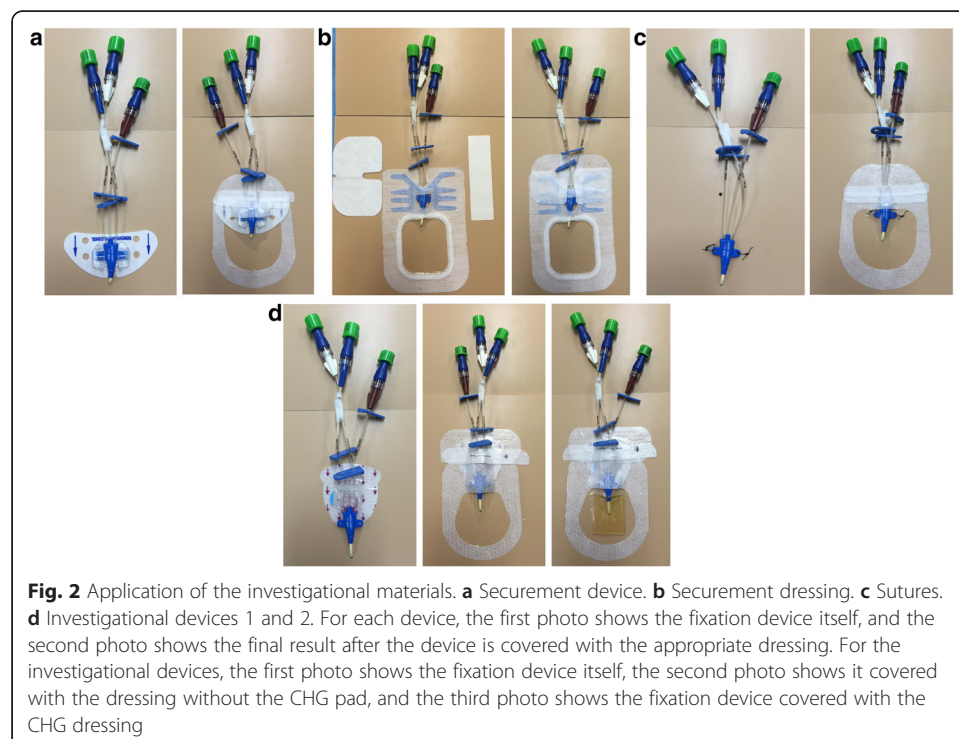 a
b
c
d
Fig. 2 Application of the investigational materials. a Securement device. b Securement dressing. c Sutures.
d Investigational devices 1 and 2. For each device, the first photo shows the fixation device itself, and the
second photo shows the final result after the device is covered with the appropriate dressing. For the
investigational devices, the first photo shows the fixation device itself, the second photo shows it covered
with the dressing without the CHG pad, and the third photo shows the fixation device covered with the
CHG dressing